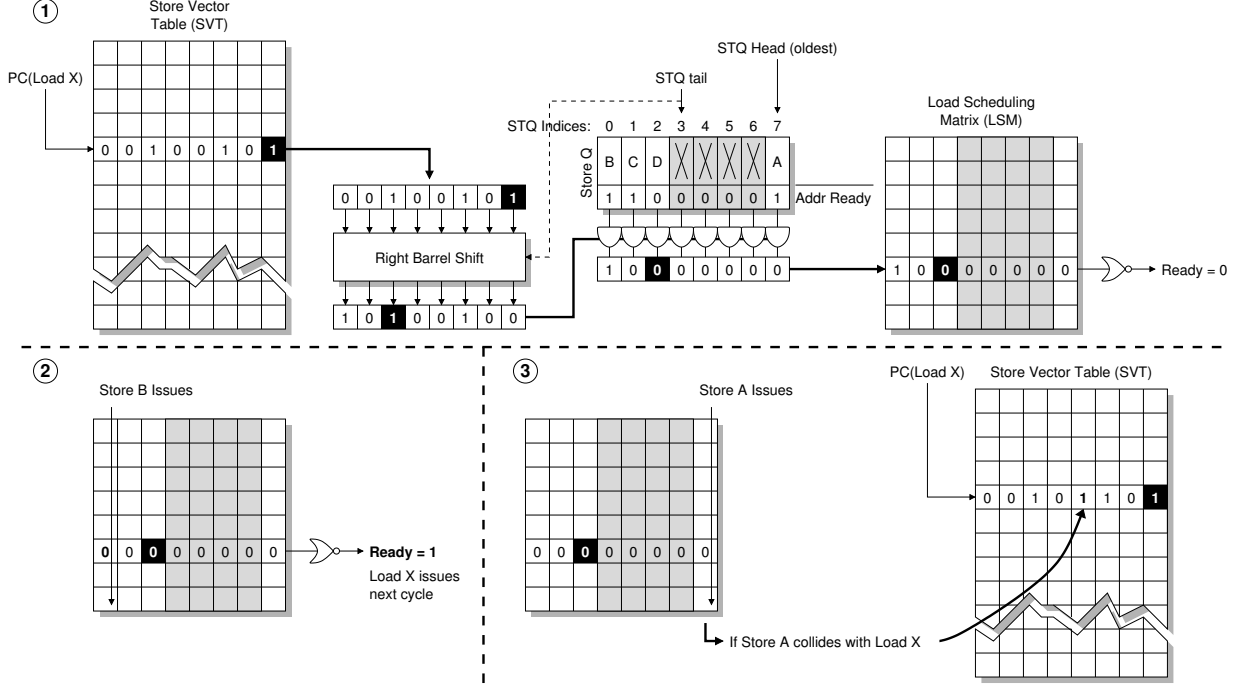 1
Store Vector
Table (SVT)
PC(Load X)
0 0 1 0 0 1 0 1
0 0 1 0 0 1 0 1
Right Barrel Shift
1 0 1 0 0 1 0 0
STQ Head (oldest)
STQ tail
STQ Indices: 0 1 2 3 4 5 6 7
Store Q
B C D A
1 1 0 0 0 0 0 1 Addr Ready
1 0 0 0 0 0 0 0
Load Scheduling
Matrix (LSM)
1 0 0 0 0 0 0 0
Ready = 0
2
Store B Issues
0 0 0 0 0 0 0 0
Ready = 1
Load X issues
next cycle
3
Store A Issues
0 0 0 0 0 0 0 0
If Store A collides with Load X
PC(Load X)
Store Vector Table (SVT)
0 0 1 0 1 1 0 1